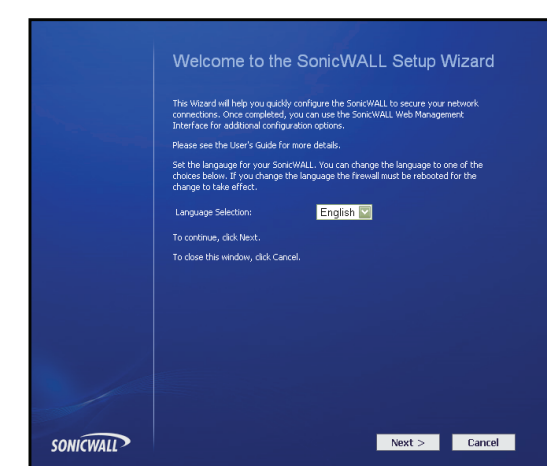 Welcome to the SonicWALL Setup Wizard
This Wizard will help you quickly configure the SonicWALL to secure your network
connections. Once completed, you can use the SonicWALL Web Management
Interface for additional configuration options.
Please see the User's Guide for more details.
Set the langauge for your SonicWALL. You can change the language to one of the
choices below. If you change the language the firewall must be rebooted for the
change to take effect.
Language Selection: English
To continue, click Next.
To close this window, click Cancel.
SONICWALL
Next > Cancel